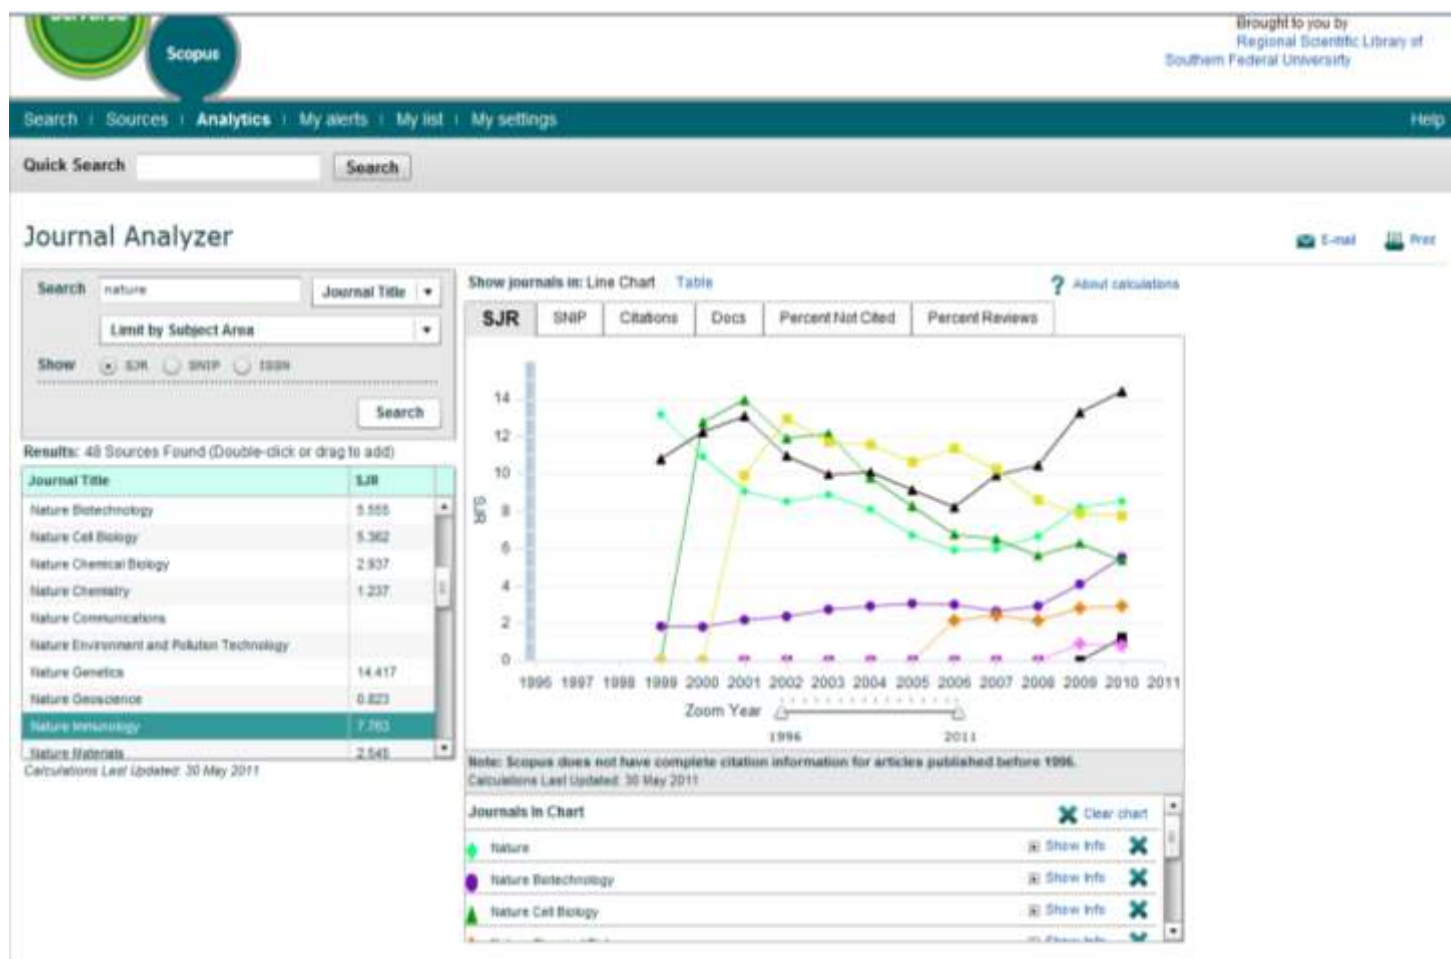 Scopus
Brought to you by
Regional Scientific Library of
Southern Federal Universirty
Search | Sources | Analytics | My alerts | My list | My settings
Help
Quick Search
Search
Journal Analyzer
E-mail
Print
Search
nature
Journal Title
Limit by Subject Area
Show
SJR
SNIP
ISSN
Search
Results: 48 Sources Found (Double-click or drag to add)
Journal Title SJR
Nature Biotechnology 5.555
Nature Cell Biology 5.362
Nature Chemical Biology 2.937
Nature Chemistry 1.237
Nature Communications
Nature Environment and Pollution Technology
Nature Genetics 14.417
Nature Geoscience 0.823
Nature Immunology 7.763
Nature Materials 2.545
Calculations Last Updated: 30 May 2011
Show journals in: Line Chart Table
? About calculations
SJR SNIP Citations Docs Percent Not Cited Percent Reviews
14
12
10
8
6
4
2
0
SJR
1996 1997 1998 1999 2000 2001 2002 2003 2004 2005 2006 2007 2008 2009 2010 2011
Zoom Year
1996 2011
Note: Scopus does not have complete citation information for articles published before 1996.
Calculations Last Updated: 30 May 2011
Journals In Chart
Clear chart
Nature Show Info
Nature Biotechnology Show Info
Nature Cell Biology Show Info